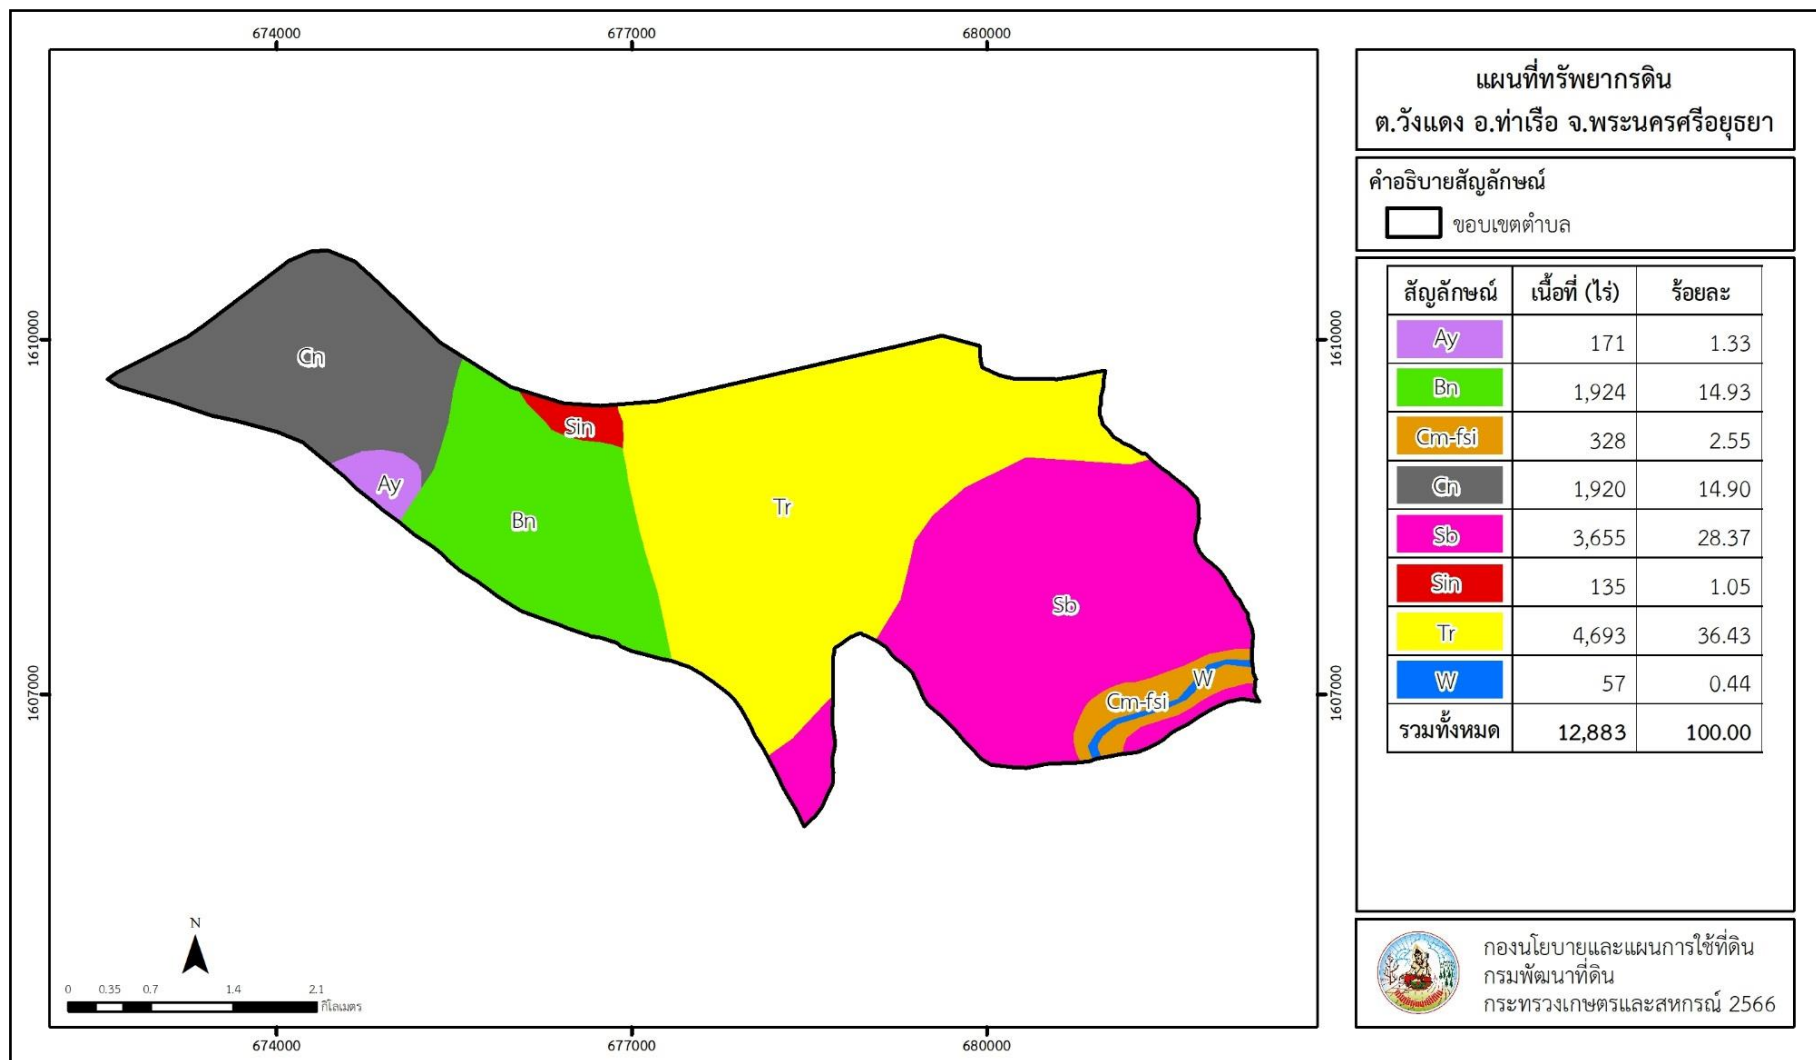 674000
677000
680000
1610000
1610000
1607000
1607000
Cn
Ay
Bn
Sin
Tr
Sb
Cm-fsi
W
N
0 0.35 0.7 1.4 2.1
กิโลเมตร
674000
677000
680000
แผนที่ทรัพยากรดิน
ต.วังแดง อ.ท่าเรือ จ.พระนครศรีอยุธยา
คำอธิบายสัญลักษณ์
ขอบเขตตำบล
สัญลักษณ์ เนื้อที่ (ไร่) ร้อยละ
Ay 171 1.33
Bn 1,924 14.93
Cm-fsi 328 2.55
Cn 1,920 14.90
Sb 3,655 28.37
Sin 135 1.05
Tr 4,693 36.43
W 57 0.44
รวมทั้งหมด 12,883 100.00
กองนโยบายและแผนการใช้ที่ดิน
กรมพัฒนาที่ดิน
กระทรวงเกษตรและสหกรณ์ 2566